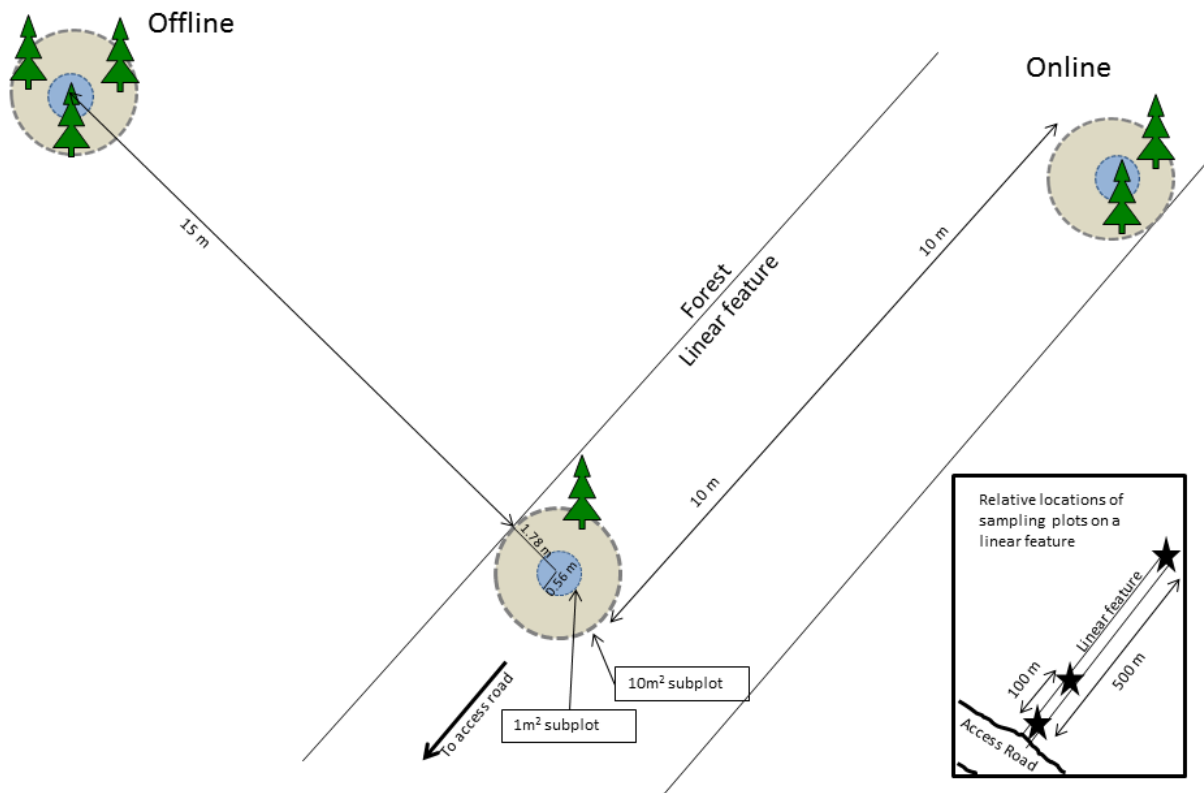 Offline
Online
15 m
10 m
Forest
Linear feature
10 m
1.78 m
0.56 m
10m² subplot
1m² subplot
To access road
Relative locations of
sampling plots on a
linear feature
Linear feature
100 m
500 m
Access Road